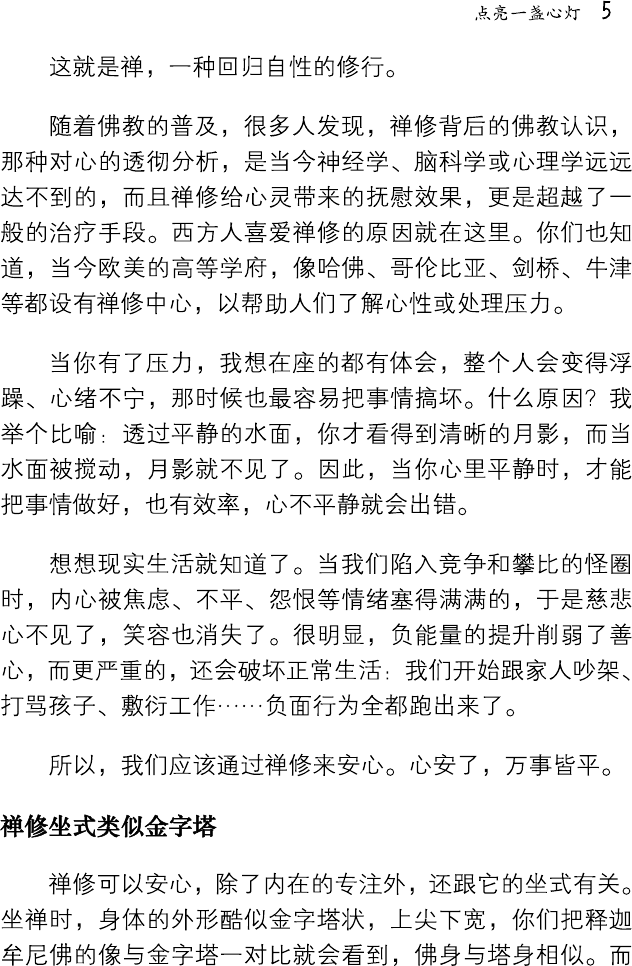 点亮一盏心灯 5
这就是禅，一种回归自性的修行。
随着佛教的普及，很多人发现，禅修背后的佛教认识，
那种对心的透彻分析，是当今神经学、脑科学或心理学远远
达不到的，而且禅修给心灵带来的抚慰效果，更是超越了一
般的治疗手段。西方人喜爱禅修的原因就在这里。你们也知
道，当今欧美的高等学府，像哈佛、哥伦比亚、剑桥、牛津
等都设有禅修中心，以帮助人们了解心性或处理压力。
当你有了压力，我想在座的都有体会，整个人会变得浮
躁、心绪不宁，那时候也最容易把事情搞坏。什么原因？我
举个比喻：透过平静的水面，你才看得到清晰的月影，而当
水面被搅动，月影就不见了。因此，当你心里平静时，才能
把事情做好，也有效率，心不平静就会出错。
想想现实生活就知道了。当我们陷入竞争和攀比的怪圈
时，内心被焦虑、不平、怨恨等情绪塞得满满的，于是慈悲
心不见了，笑容也消失了。很明显，负能量的提升削弱了善
心，而更严重的，还会破坏正常生活：我们开始跟家人吵架、
打骂孩子、敷衍工作……负面行为全都跑出来了。
所以，我们应该通过禅修来安心。心安了，万事皆平。
禅修坐式类似金字塔
禅修可以安心，除了内在的专注外，还跟它的坐式有关。
坐禅时，身体的外形酷似金字塔状，上尖下宽，你们把释迦
牟尼佛的像与金字塔一对比就会看到，佛身与塔身相似。而